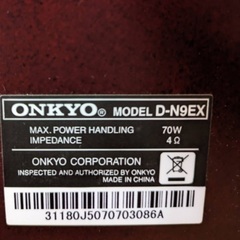 ONKYO® MODEL D-N9EX
MAX. POWER HANDLING 70W
IMPEDANCE 4Ω
ONKYO CORPORATION
INSPECTED AND AUTHORIZED BY ONKYO
MADE IN CHINA
31180J5070703086A